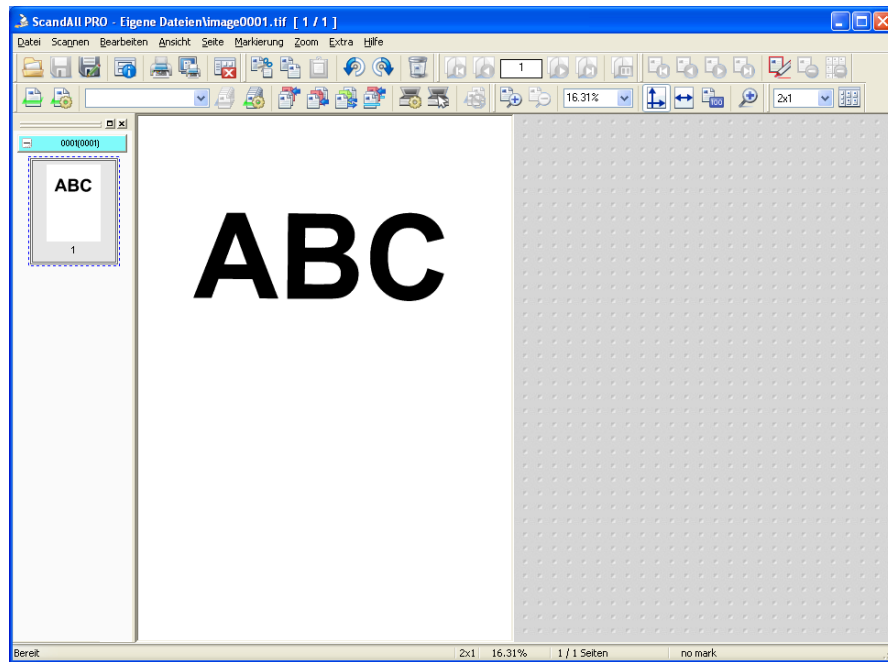 ScandAll PRO - Eigene Dateien\image0001.tif [ 1 / 1 ]
Datei Scannen Bearbeiten Ansicht Seite Markierung Zoom Extra Hilfe
1
16.31% 100 2x1
0001(0001)
ABC
1
ABC
Bereit 2x1 16.31% 1 / 1 Seiten no mark